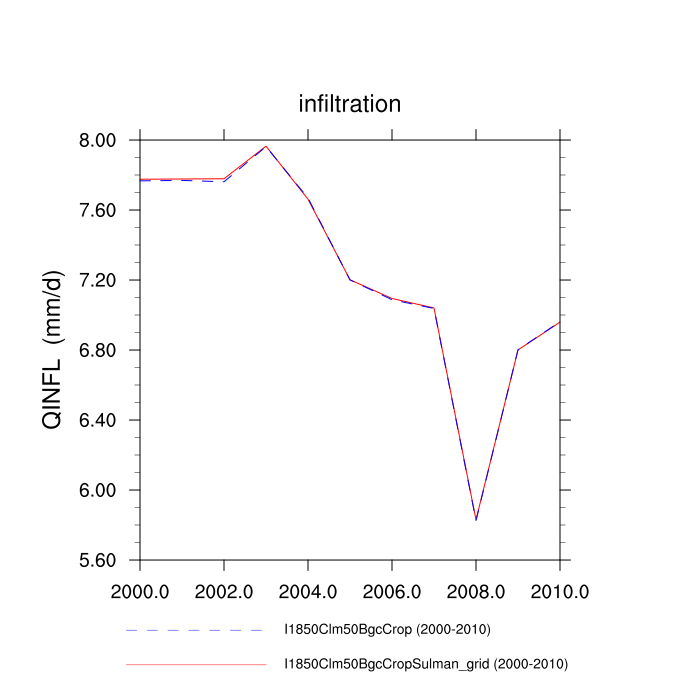 infiltration
8.00
7.60
7.20
6.80
6.40
6.00
5.60
QINFL (mm/d)
2000.0 2002.0 2004.0 2006.0 2008.0 2010.0
I1850Clm50BgcCrop (2000-2010)
I1850Clm50BgcCropSulman_grid (2000-2010)